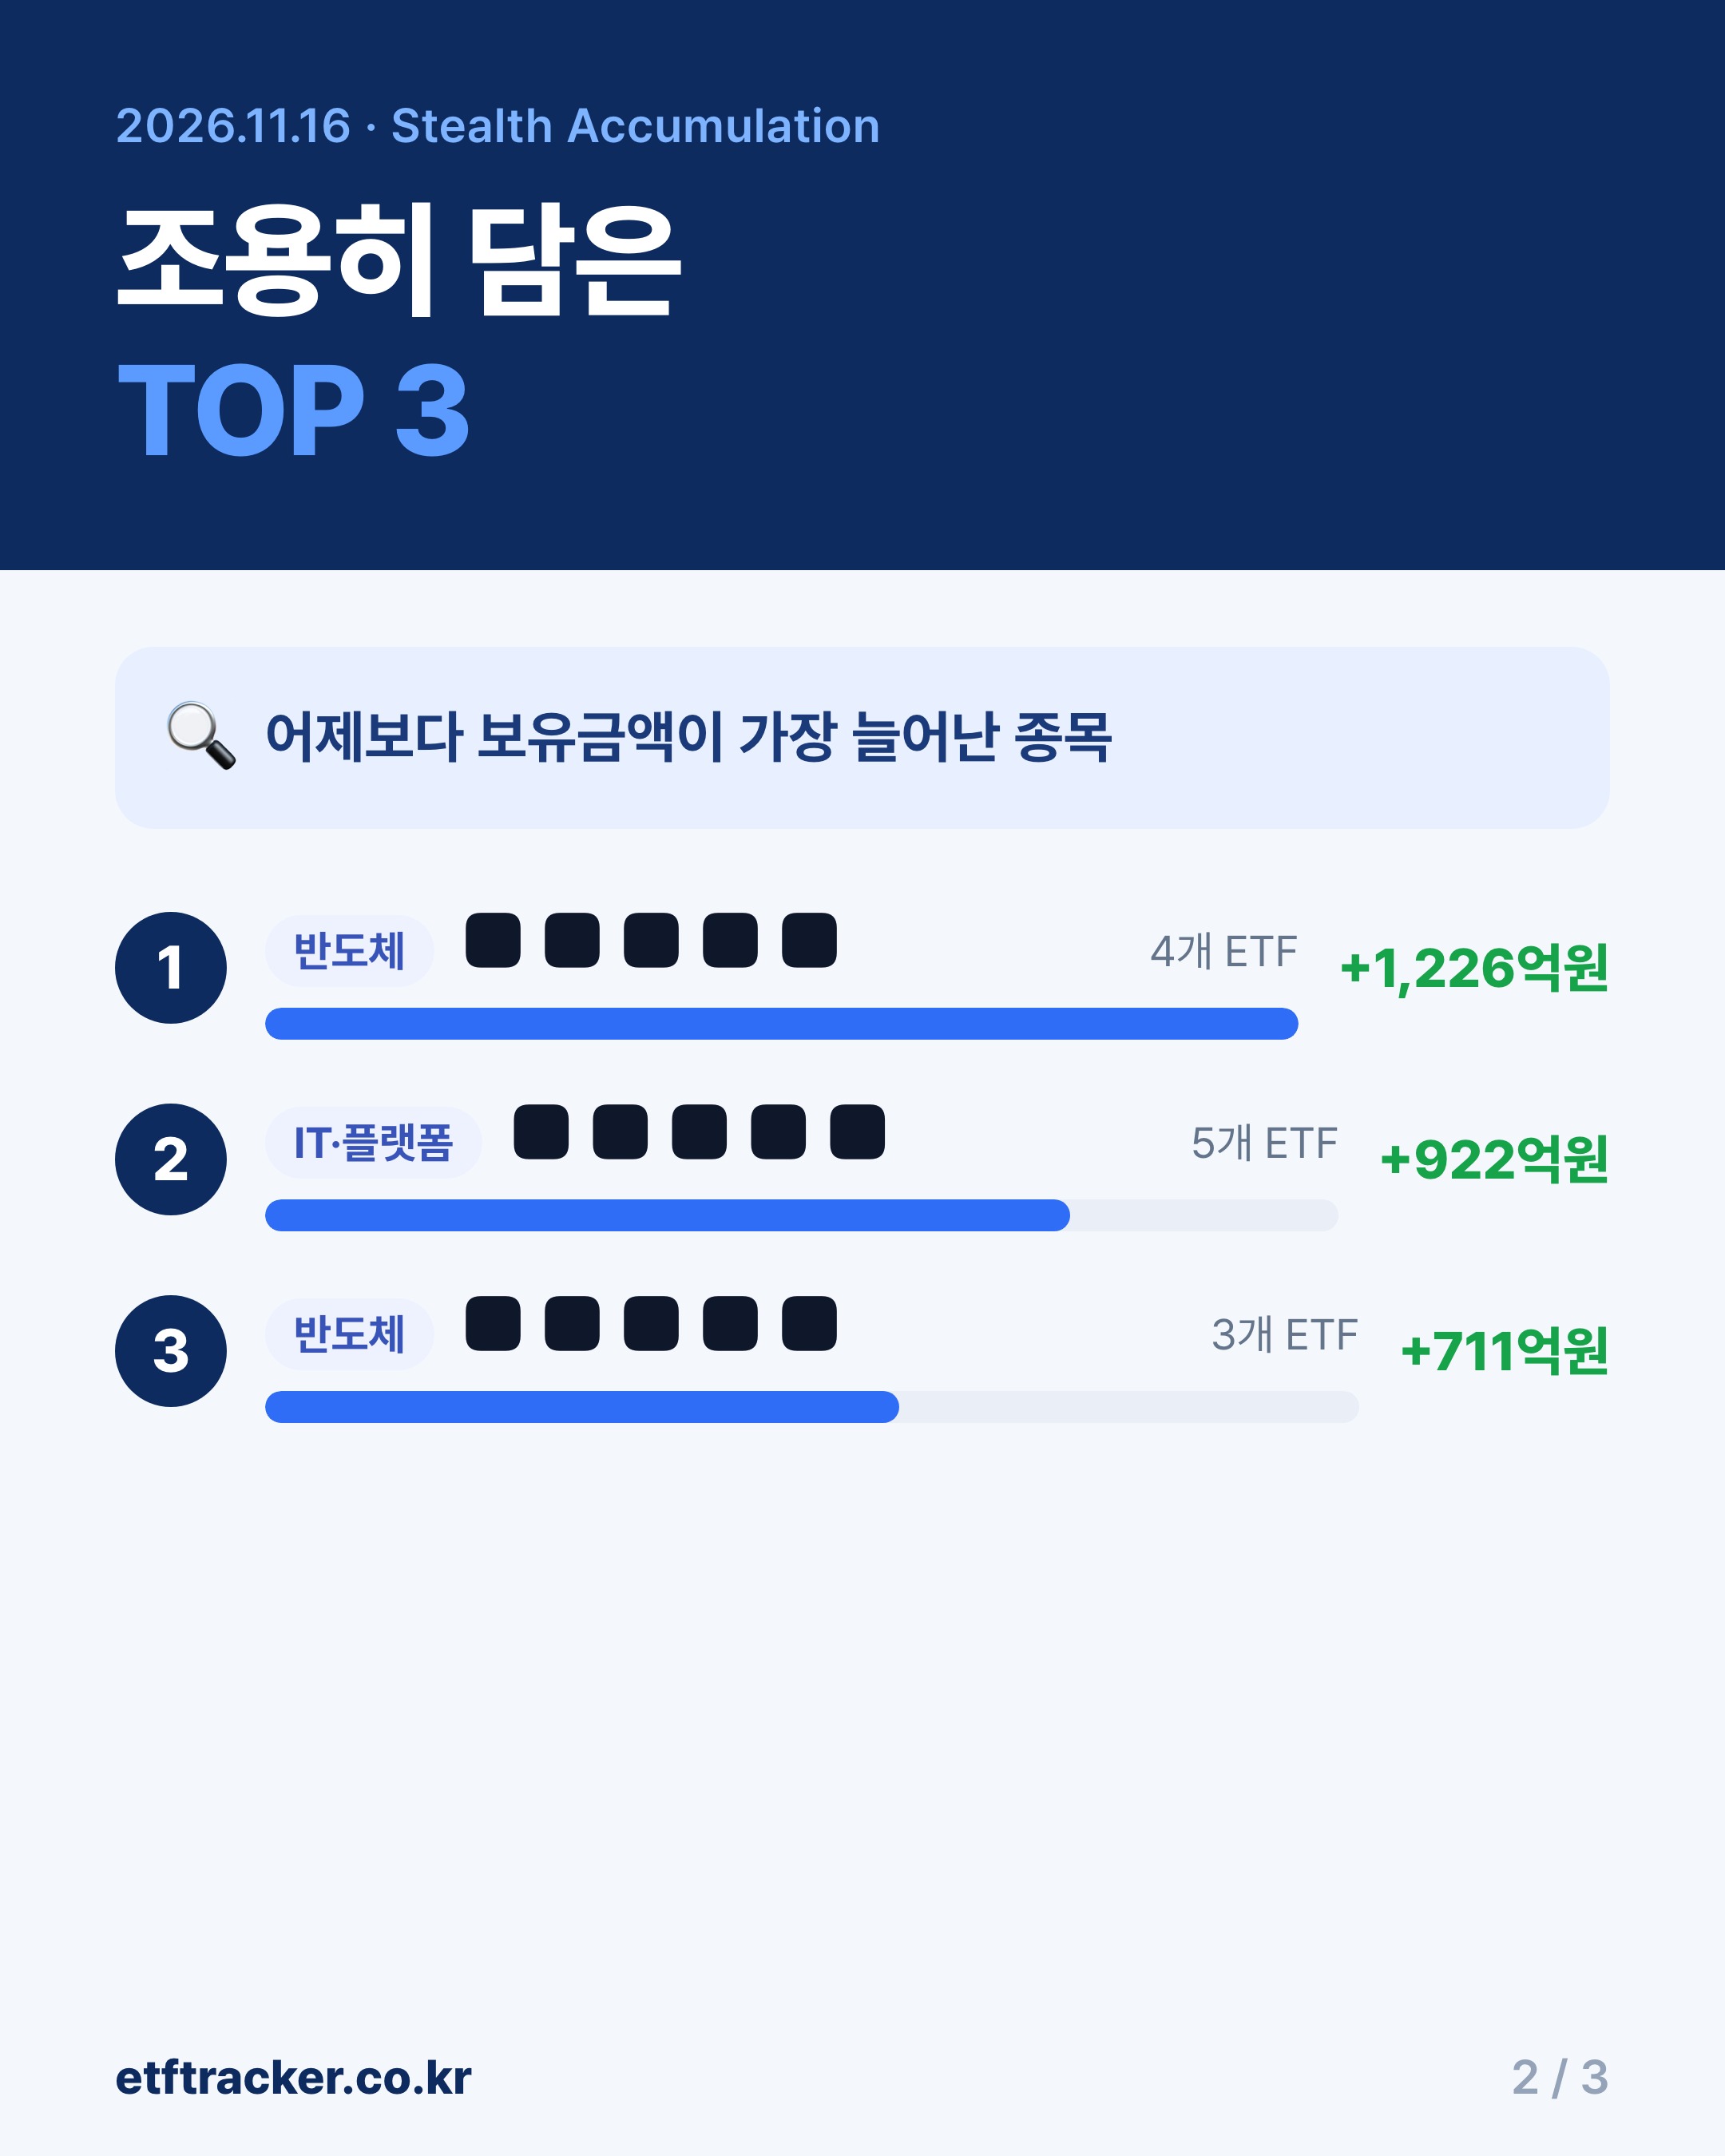 2026.11.16 · Stealth Accumulation
조용히 담은
TOP 3
어제보다 보유금액이 가장 늘어난 종목
1 반도체 4개 ETF +1,226억원
2 IT·플랫폼 5개 ETF +922억원
3 반도체 3개 ETF +711억원
etftracker.co.kr 2 / 3